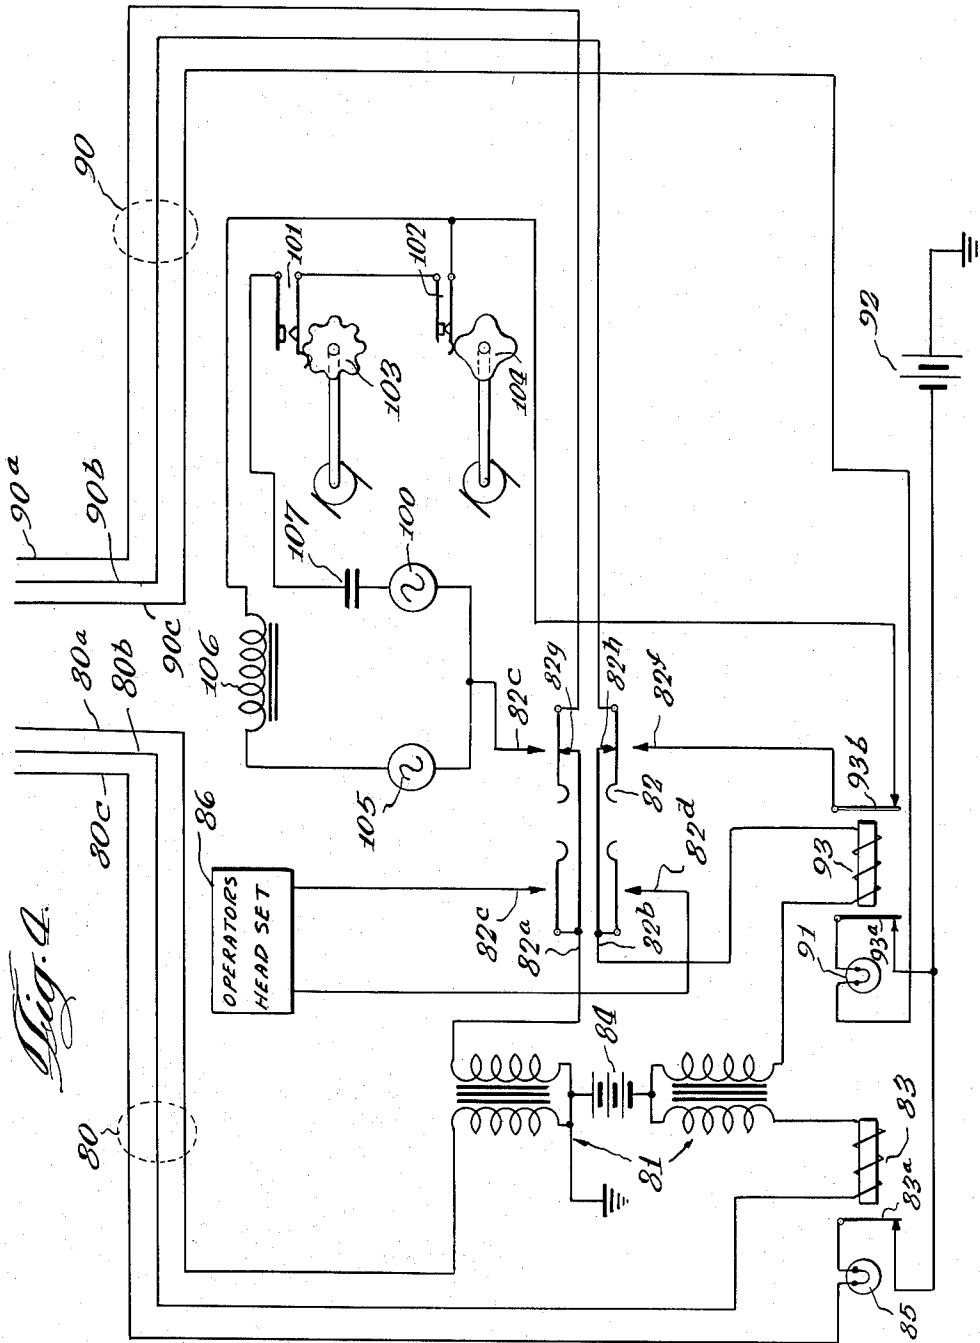 Fig. 4.
80
80c
80b
80a
90c
90b
90a
90
OPERATORS
HEAD SET
86
106
105
107
100
101
102
103
104
82c
82c
82a
82b
82d
82
82g
82h
82f
84
81
83
83a
85
91
93a
93
93b
92